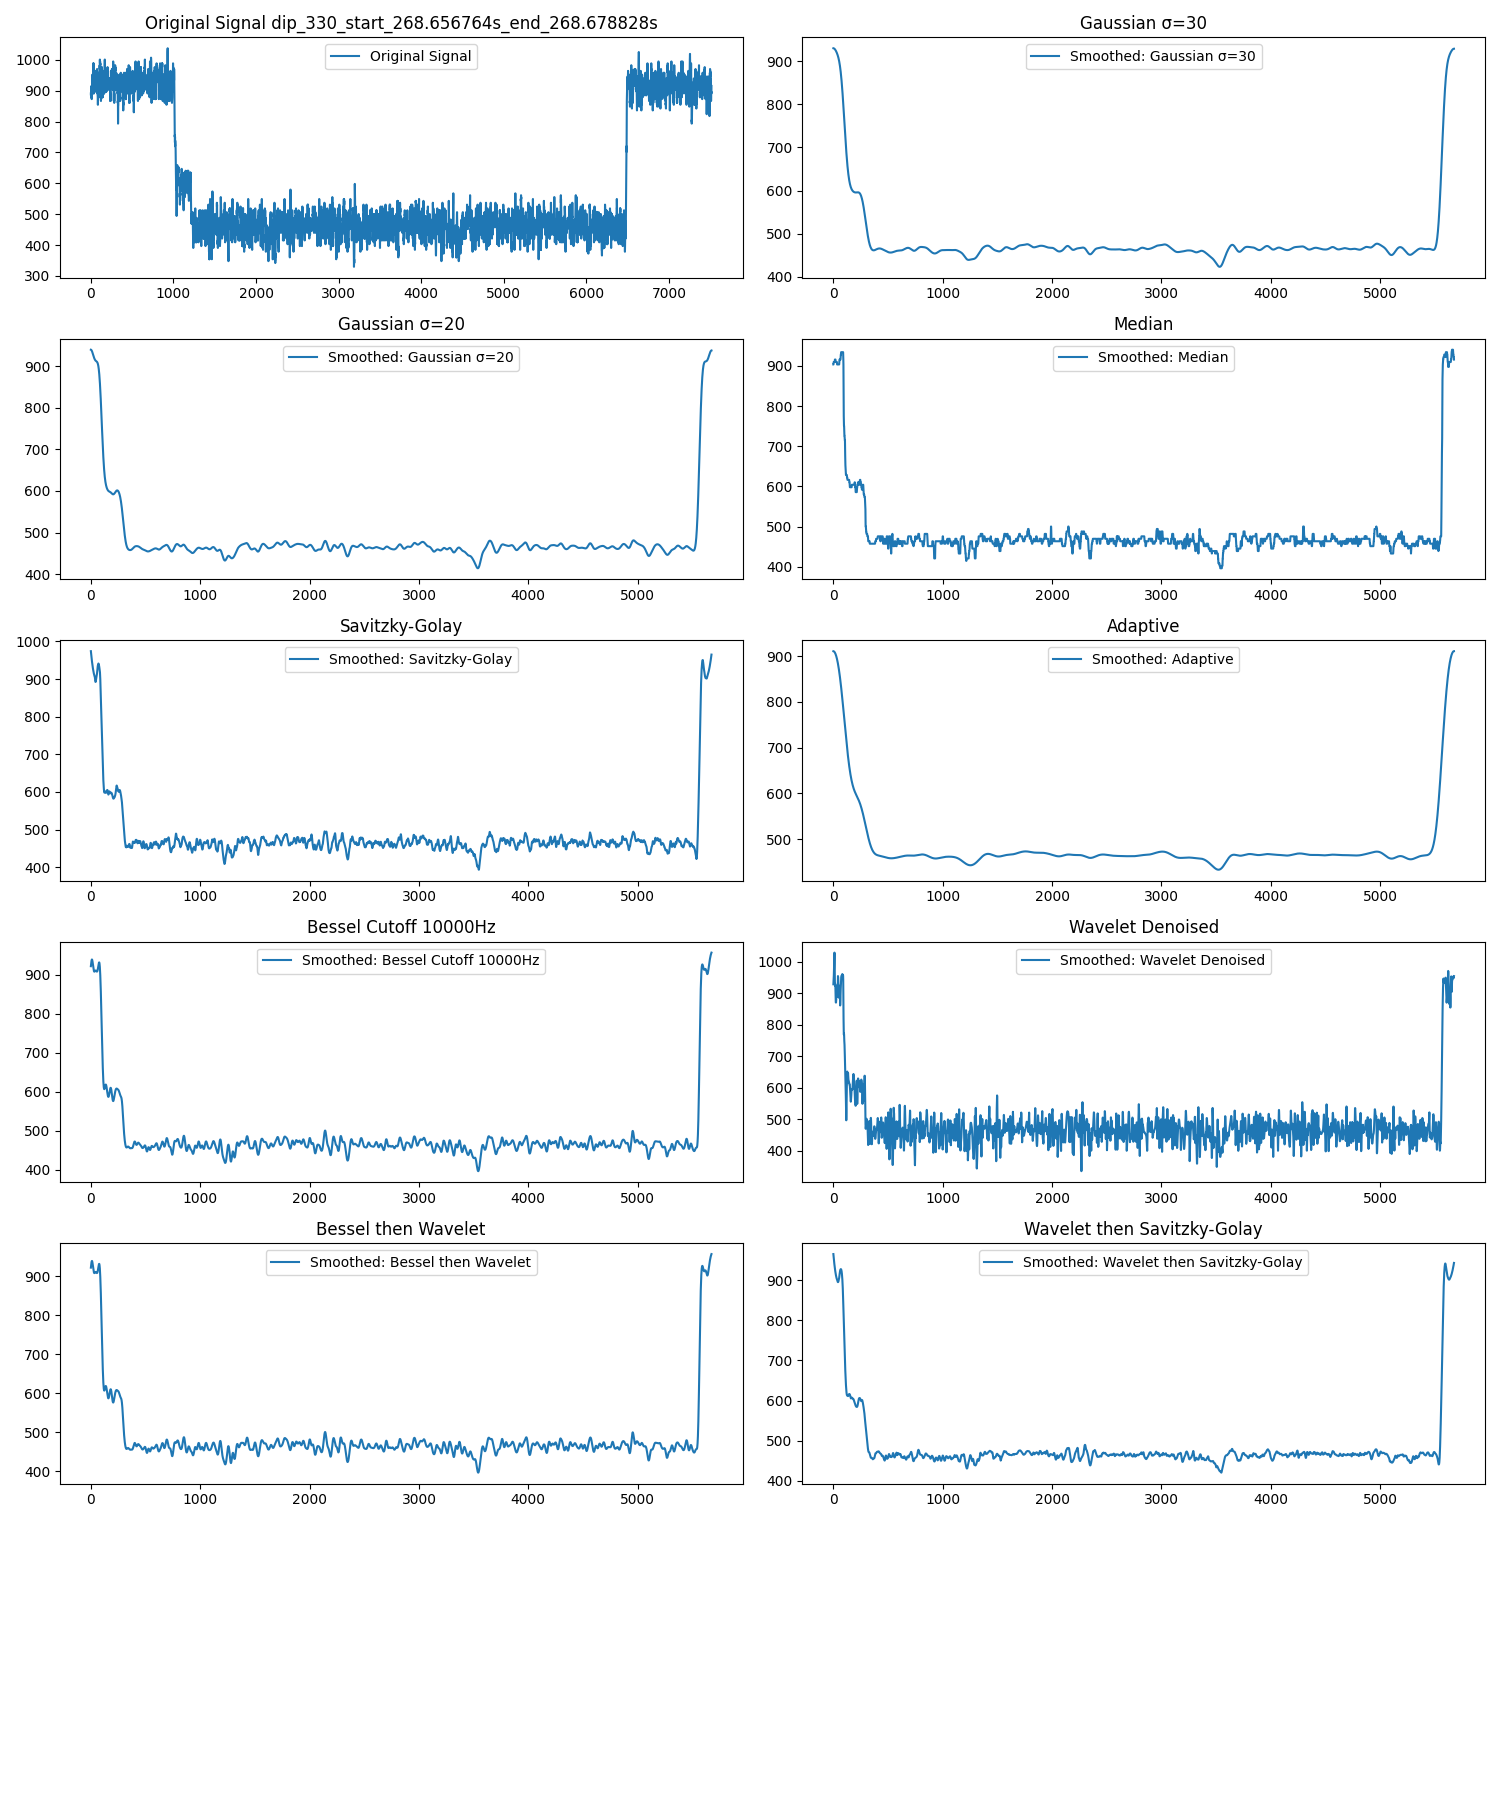 Original Signal dip_330_start_268.656764s_end_268.678828s
Original Signal
1000
900
800
700
600
500
400
300
0 1000 2000 3000 4000 5000 6000 7000
Gaussian σ=30
Smoothed: Gaussian σ=30
900
800
700
600
500
400
0 1000 2000 3000 4000 5000
Gaussian σ=20
Smoothed: Gaussian σ=20
900
800
700
600
500
400
0 1000 2000 3000 4000 5000
Median
Smoothed: Median
900
800
700
600
500
400
0 1000 2000 3000 4000 5000
Savitzky-Golay
Smoothed: Savitzky-Golay
1000
900
800
700
600
500
400
0 1000 2000 3000 4000 5000
Adaptive
Smoothed: Adaptive
900
800
700
600
500
0 1000 2000 3000 4000 5000
Bessel Cutoff 10000Hz
Smoothed: Bessel Cutoff 10000Hz
900
800
700
600
500
400
0 1000 2000 3000 4000 5000
Wavelet Denoised
Smoothed: Wavelet Denoised
1000
900
800
700
600
500
400
0 1000 2000 3000 4000 5000
Bessel then Wavelet
Smoothed: Bessel then Wavelet
900
800
700
600
500
400
0 1000 2000 3000 4000 5000
Wavelet then Savitzky-Golay
Smoothed: Wavelet then Savitzky-Golay
900
800
700
600
500
400
0 1000 2000 3000 4000 5000